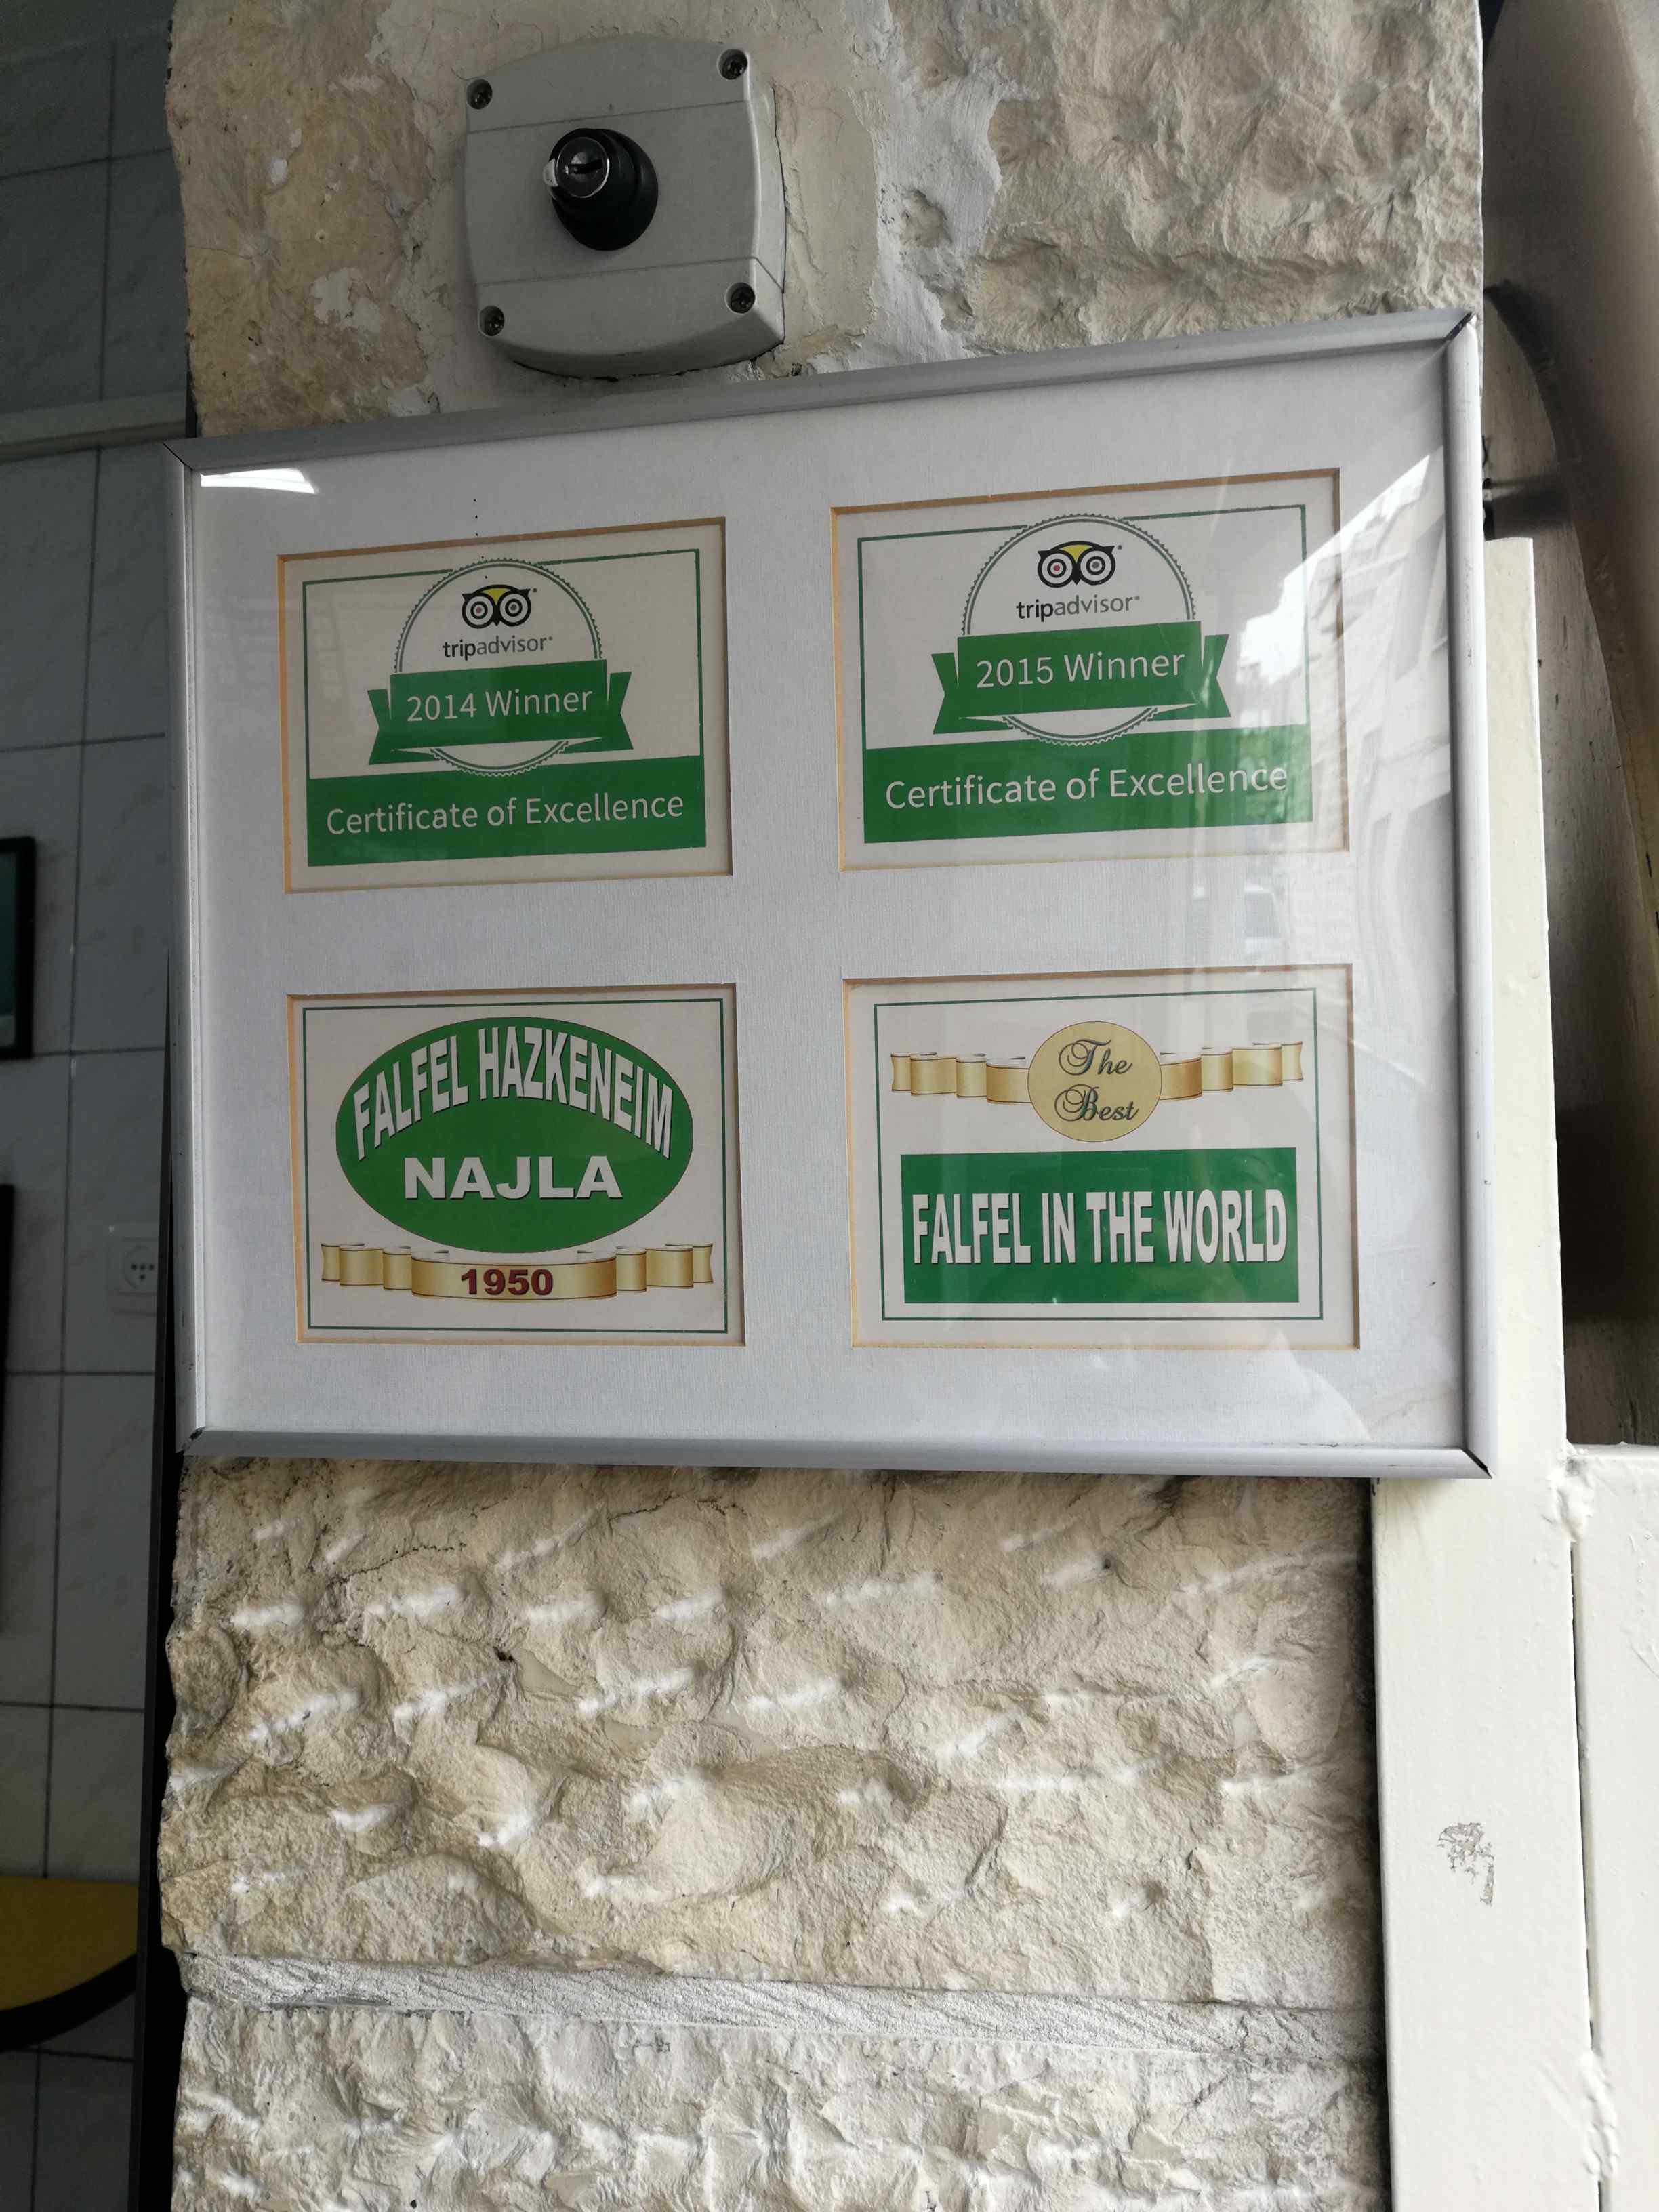 tripadvisor®
2014 Winner
Certificate of Excellence
tripadvisor®
2015 Winner
Certificate of Excellence
FALFEL HAZKENEIM
NAJLA
1950
The
Best
FALFEL IN THE WORLD